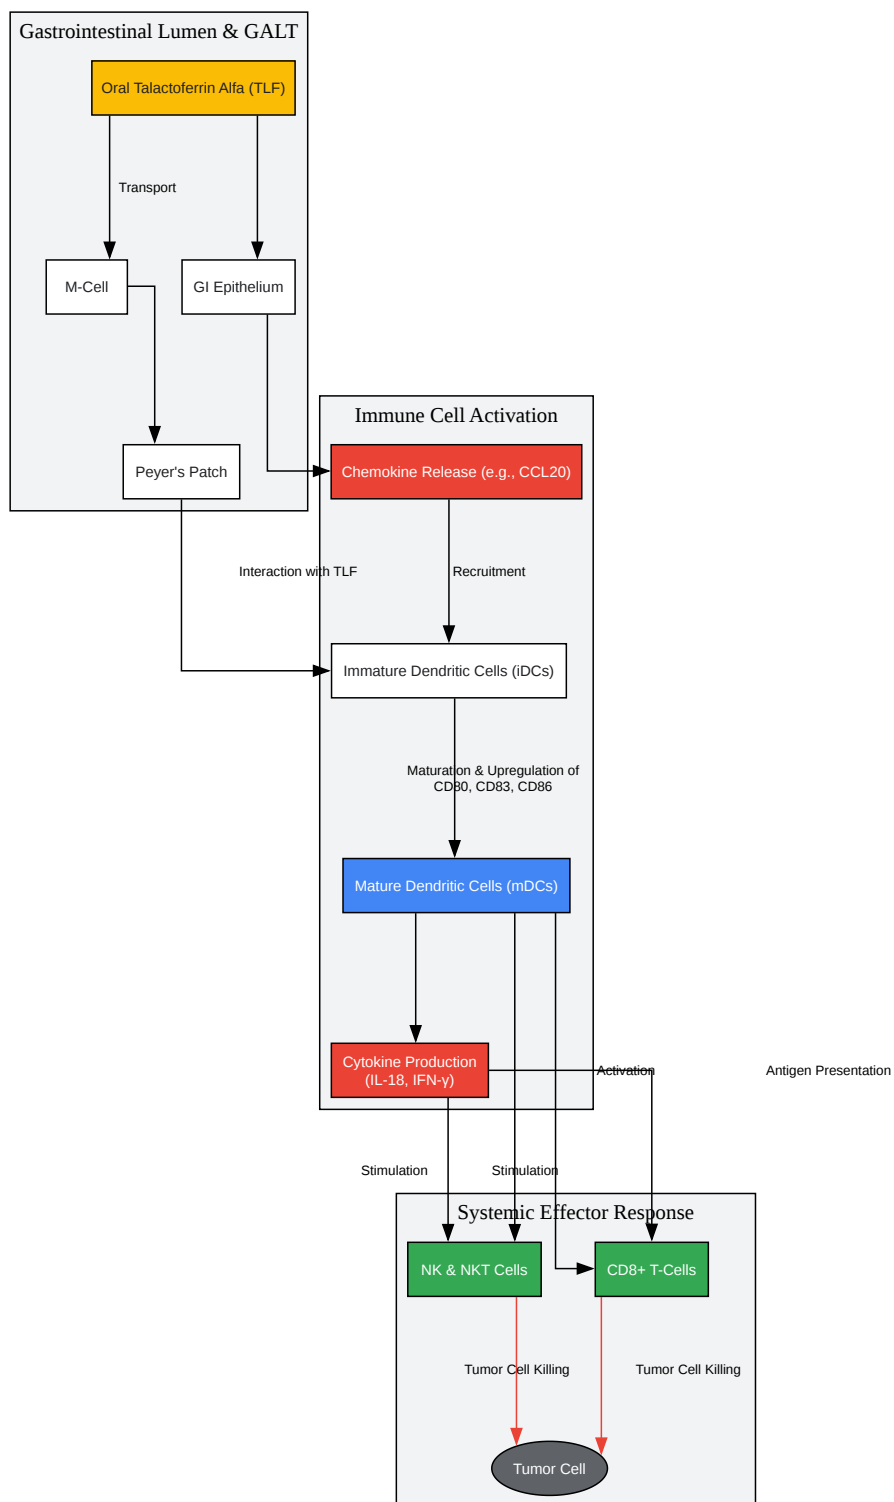 Gastrointestinal Lumen & GALT
Oral Talactoferrin Alfa (TLF)
Transport
M-Cell
GI Epithelium
Immune Cell Activation
Peyer's Patch
Chemokine Release (e.g., CCL20)
Interaction with TLF
Recruitment
Immature Dendritic Cells (iDCs)
Maturation & Upregulation of
CD80, CD83, CD86
Mature Dendritic Cells (mDCs)
Cytokine Production
(IL-18, IFN-γ)
Activation
Antigen Presentation
Stimulation
Stimulation
Systemic Effector Response
NK & NKT Cells
CD8+ T-Cells
Tumor Cell Killing
Tumor Cell Killing
Tumor Cell